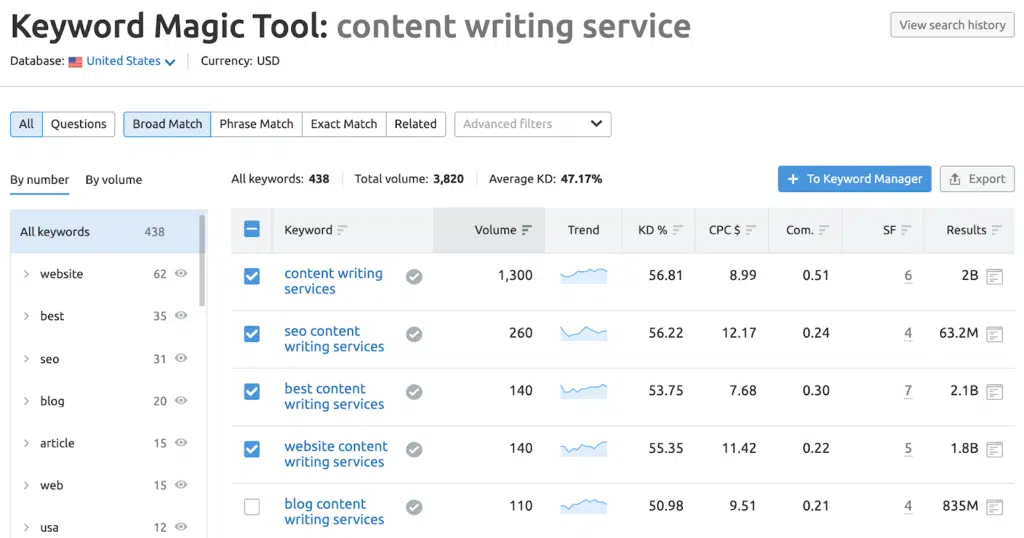 Keyword Magic Tool: content writing service
View search history
Database: United States Currency: USD
All Questions Broad Match Phrase Match Exact Match Related Advanced filters
By number By volume
All keywords: 438 Total volume: 3,820 Average KD: 47.17%
+ To Keyword Manager Export
All keywords 438
website 62
best 35
seo 31
blog 20
article 15
web 15
usa 12
Keyword Volume Trend KD % CPC $ Com. SF Results
content writing
services
1,300 56.81 8.99 0.51 6 2B
seo content
writing services
260 56.22 12.17 0.24 4 63.2M
best content
writing services
140 53.75 7.68 0.30 7 2.1B
website content
writing services
140 55.35 11.42 0.22 5 1.8B
blog content
writing services
110 50.98 9.51 0.21 4 835M